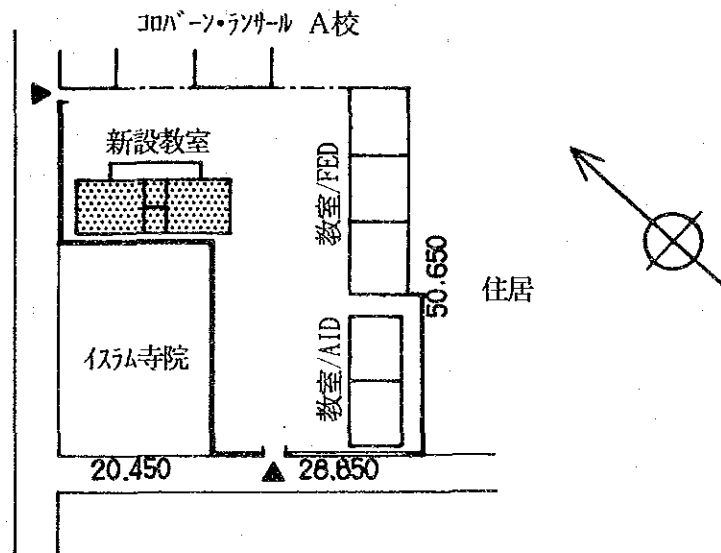 コロバーン・ランサール A校
新設教室
教室/FED
50.650
住居
イスラム寺院
教室/AID
20.450
28.650